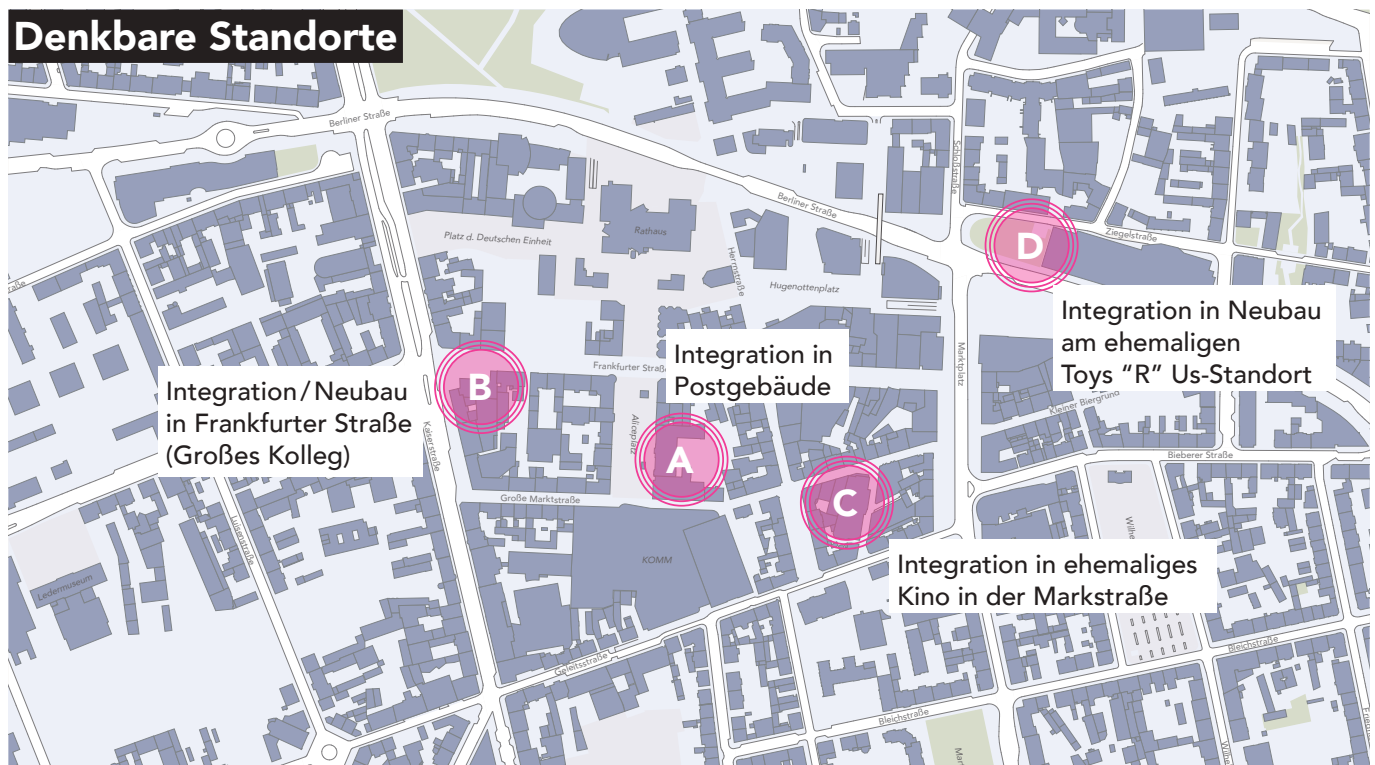 Denkbare Standorte
Berliner Straße
Schloßstraße
Berliner Straße
Ziegelstraße
Platz d. Deutschen Einheit
Rathaus
Herrnstraße
Hugenottenplatz
D
Integration in Neubau
am ehemaligen
Toys “R” Us-Standort
Marktplatz
Integration in
Postgebäude
Frankfurter Straße
B
Integration / Neubau
in Frankfurter Straße
(Großes Kolleg)
Kaiserstraße
Aliceplatz
A
Kleiner Biergrund
Bieberer Straße
Große Marktstraße
C
Luisenstraße
KOMM
Integration in ehemaliges
Kino in der Markstraße
Ledermuseum
Geleitsstraße
Bleichstraße
Bleichstraße